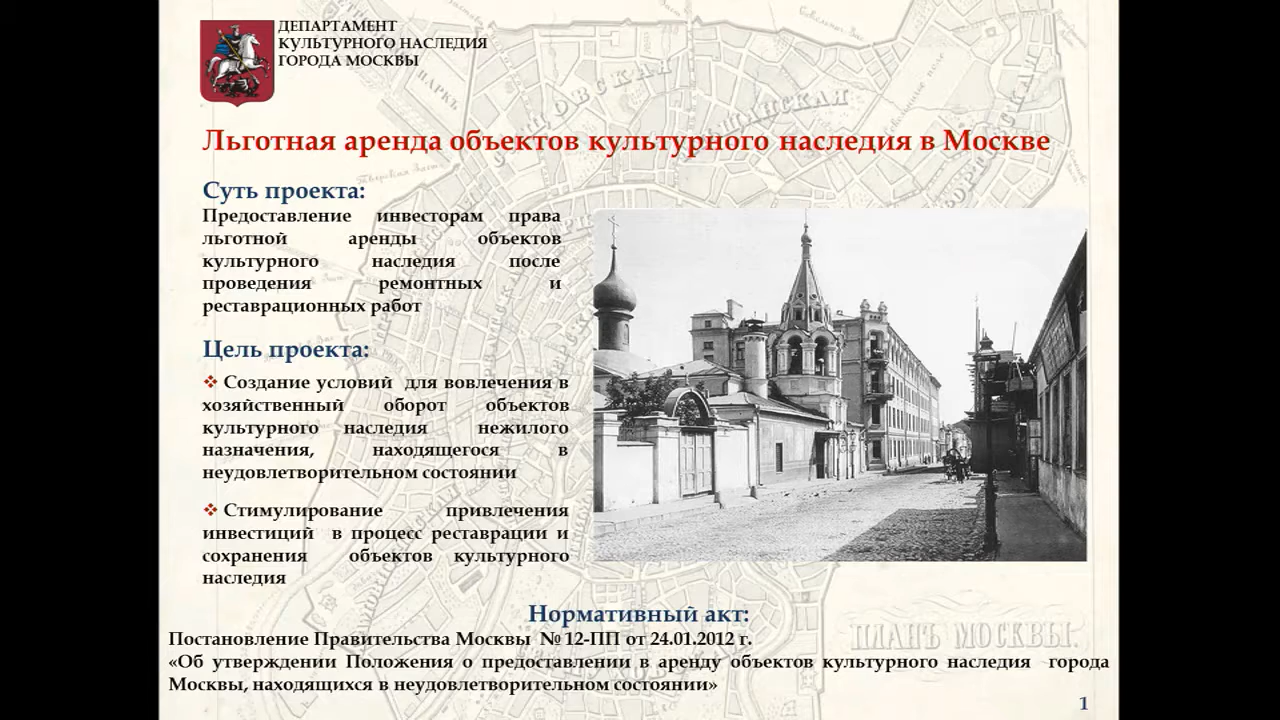 ДЕПАРТАМЕНТ
КУЛЬТУРНОГО НАСЛЕДИЯ
ГОРОДА МОСКВЫ
Льготная аренда объектов культурного наследия в Москве
Суть проекта:
Предоставление инвесторам права
льготной аренды объектов
культурного наследия после
проведения ремонтных и
реставрационных работ
Цель проекта:
❖ Создание условий для вовлечения в
хозяйственный оборот объектов
культурного наследия нежилого
назначения, находящегося в
неудовлетворительном состоянии
❖ Стимулирование привлечения
инвестиций в процесс реставрации и
сохранения объектов культурного
наследия
Нормативный акт:
Постановление Правительства Москвы № 12-ПП от 24.01.2012 г.
«Об утверждении Положения о предоставлении в аренду объектов культурного наследия города
Москвы, находящихся в неудовлетворительном состоянии»
ПЛАНЪ МОСКВЫ.
1